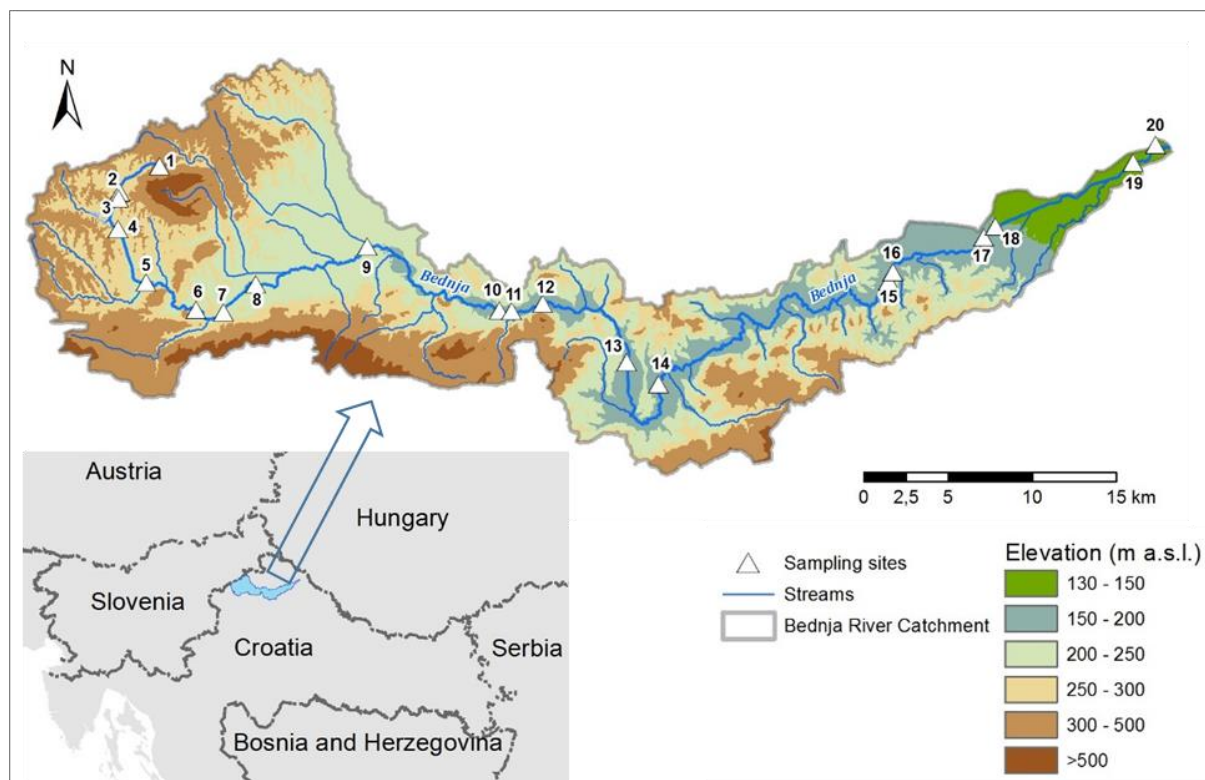 N
1
2
3
4
5
6
7
8
9
10
11
12
13
14
15
16
17
18
19
20
Bednja
Bednja
0 2,5 5 10 15 km
Austria
Hungary
Slovenia
Croatia
Serbia
Bosnia and Herzegovina
Sampling sites
Streams
Bednja River Catchment
Elevation (m a.s.l.)
130 - 150
150 - 200
200 - 250
250 - 300
300 - 500
>500